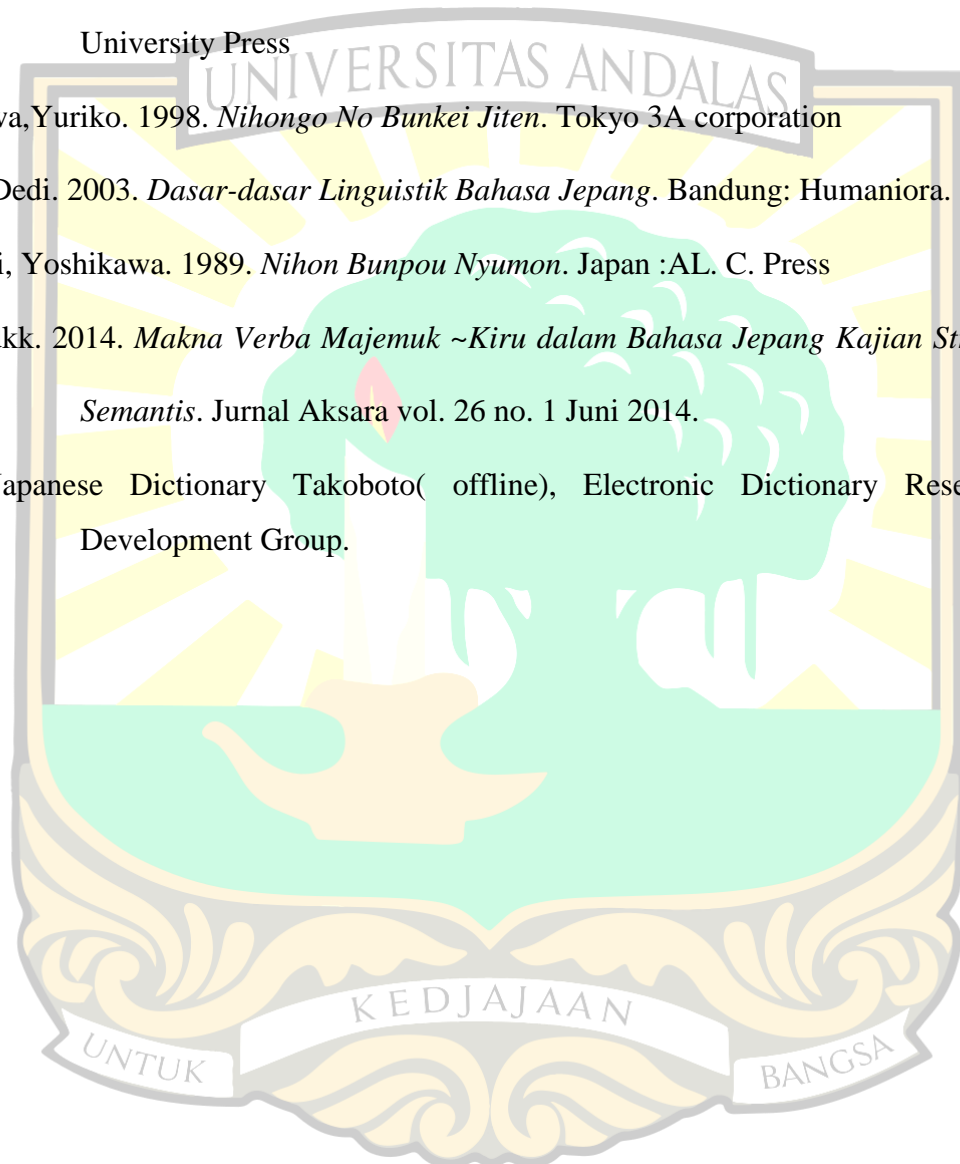 University Press
UNIVERSITAS ANDALAS
va,Yuriko. 1998. Nihongo No Bunkei Jiten. Tokyo 3A corporation
Dedi. 2003. Dasar-dasar Linguistik Bahasa Jepang. Bandung: Humaniora.
i, Yoshikawa. 1989. Nihon Bunpou Nyumon. Japan :AL. C. Press
kk. 2014. Makna Verba Majemuk ~Kiru dalam Bahasa Jepang Kajian St
Semantis. Jurnal Aksara vol. 26 no. 1 Juni 2014.
apanese Dictionary Takoboto( offline), Electronic Dictionary Rese
Development Group.
KEDJAJAAN
UNTUK
BANGSA